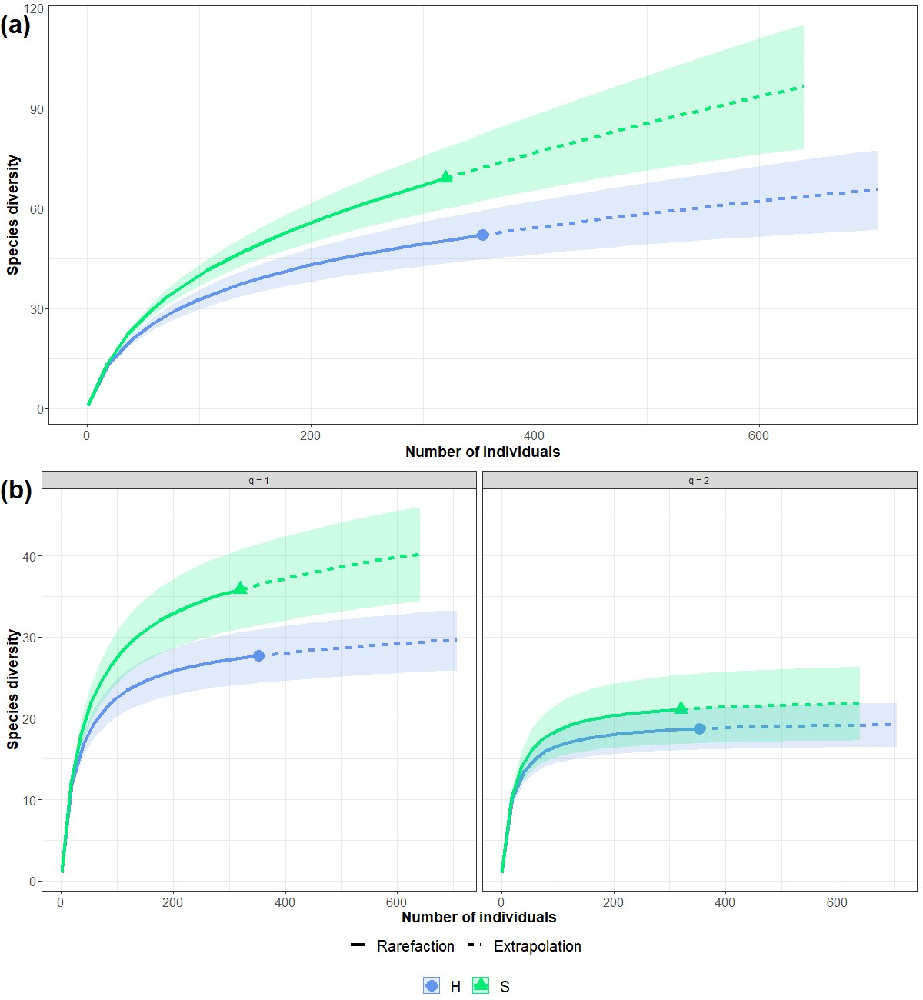 (a)
120
90
60
30
0
Species diversity
0 200 400 600
Number of individuals
(b)
q = 1 q = 2
40
30
20
10
0
Species diversity
0 200 400 600 0 200 400 600
Number of individuals
Rarefaction Extrapolation
H S